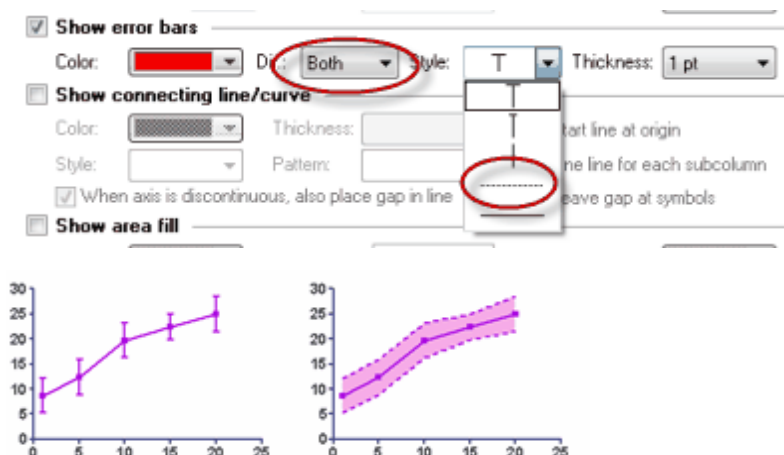 Show error bars
Color: Dir.: Both Style: Thickness: 1 pt
Show connecting line/curve
Color: Thickness: tart line at origin
Style: Pattern: ne line for each subcolumn
When axis is discontinuous, also place gap in line eave gap at symbols
Show area fill
30 30
25 25
20 20
15 15
10 10
5 5
0 0
0 5 10 15 20 25 0 5 10 15 20 25